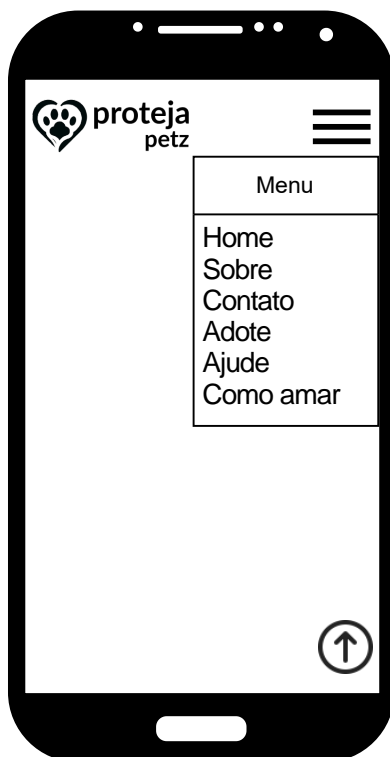 proteja
petz
Menu
Home
Sobre
Contato
Adote
Ajude
Como amar